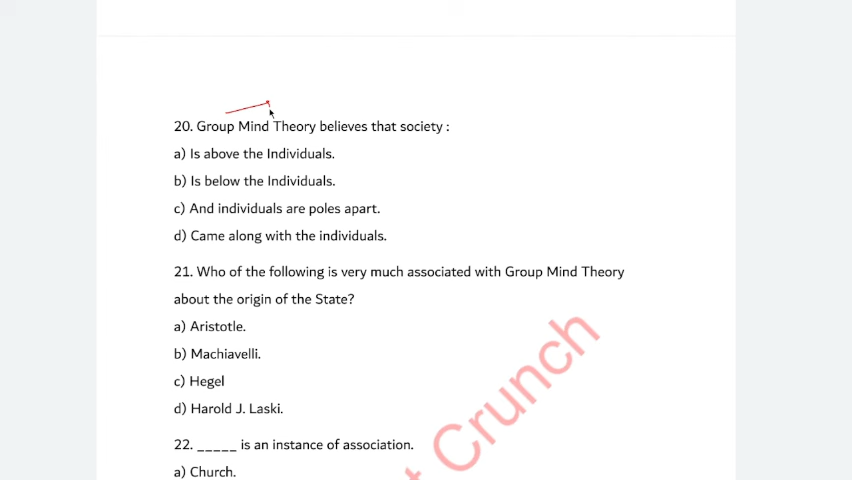 20. Group Mind Theory believes that society :
a) Is above the Individuals.
b) Is below the Individuals.
c) And individuals are poles apart.
d) Came along with the individuals.
21. Who of the following is very much associated with Group Mind Theory
about the origin of the State?
a) Aristotle.
b) Machiavelli.
c) Hegel
d) Harold J. Laski.
22. _____ is an instance of association.
a) Church.
t Crunch